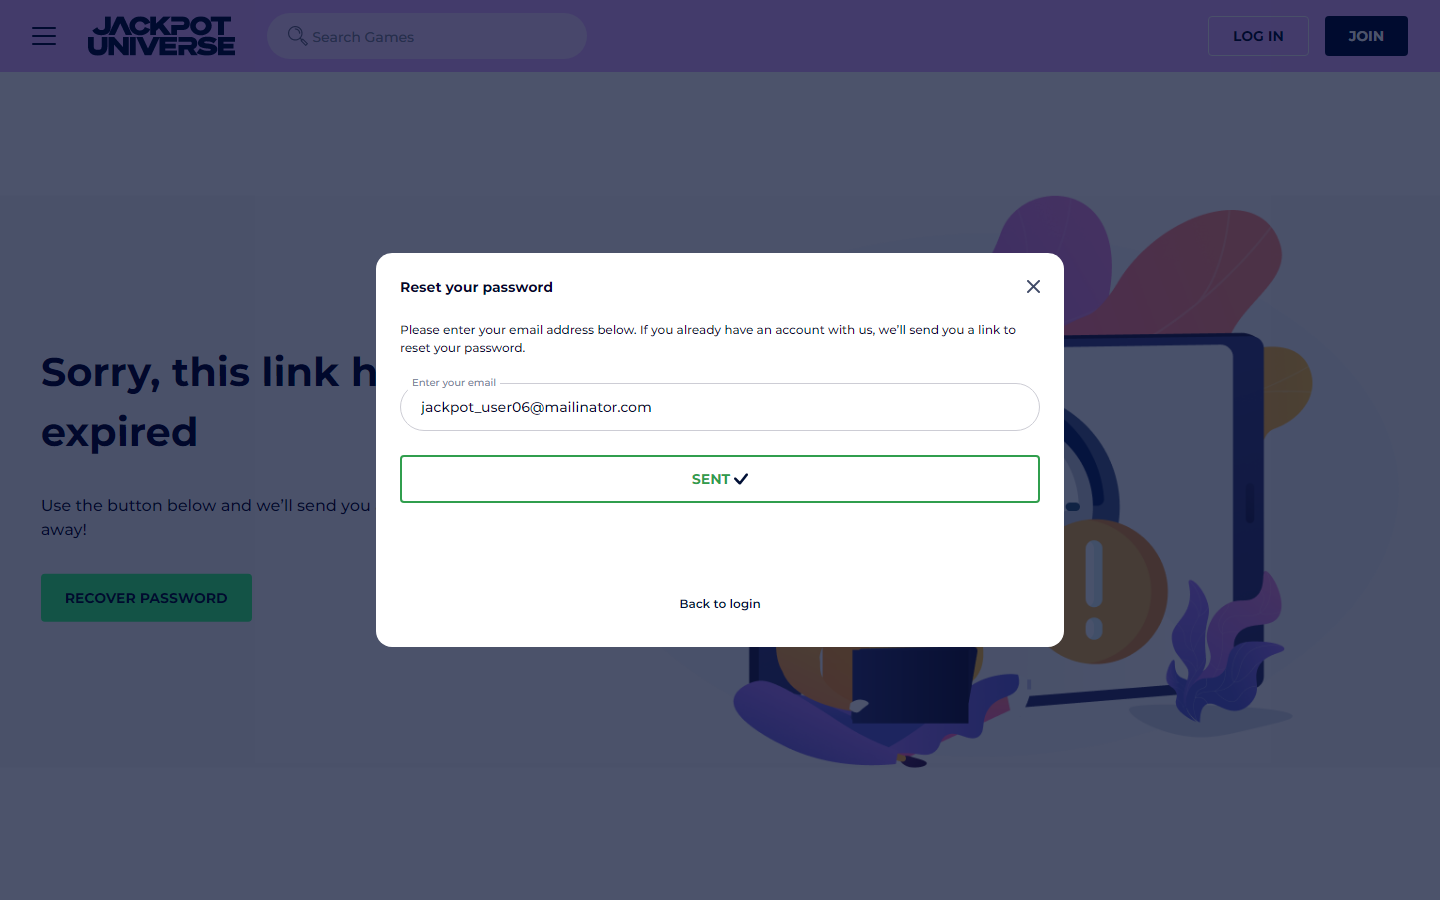 JACKPOT
UNIVERSE
Search Games
LOG IN
JOIN
Sorry, this link h
expired
Use the button below and we'll send you
away!
RECOVER PASSWORD
Reset your password
Please enter your email address below. If you already have an account with us, we'll send you a link to
reset your password.
Enter your email
jackpot_user06@mailinator.com
SENT
Back to login